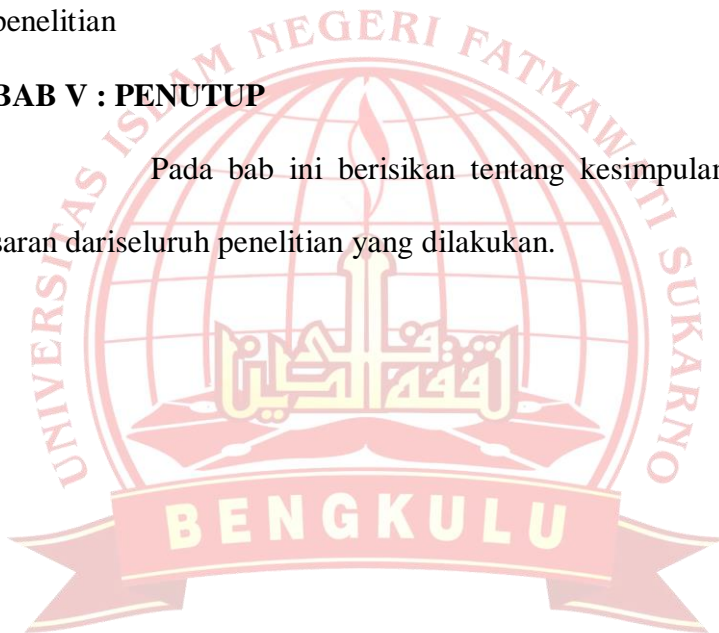 penelitian
BAB V : PENUTUP
Pada bab ini berisikan tentang kesimpulan
saran dariseluruh penelitian yang dilakukan.
UNIVERSITAS ISLAM NEGERI FATMAWATI SUKARNO
BENGKULU